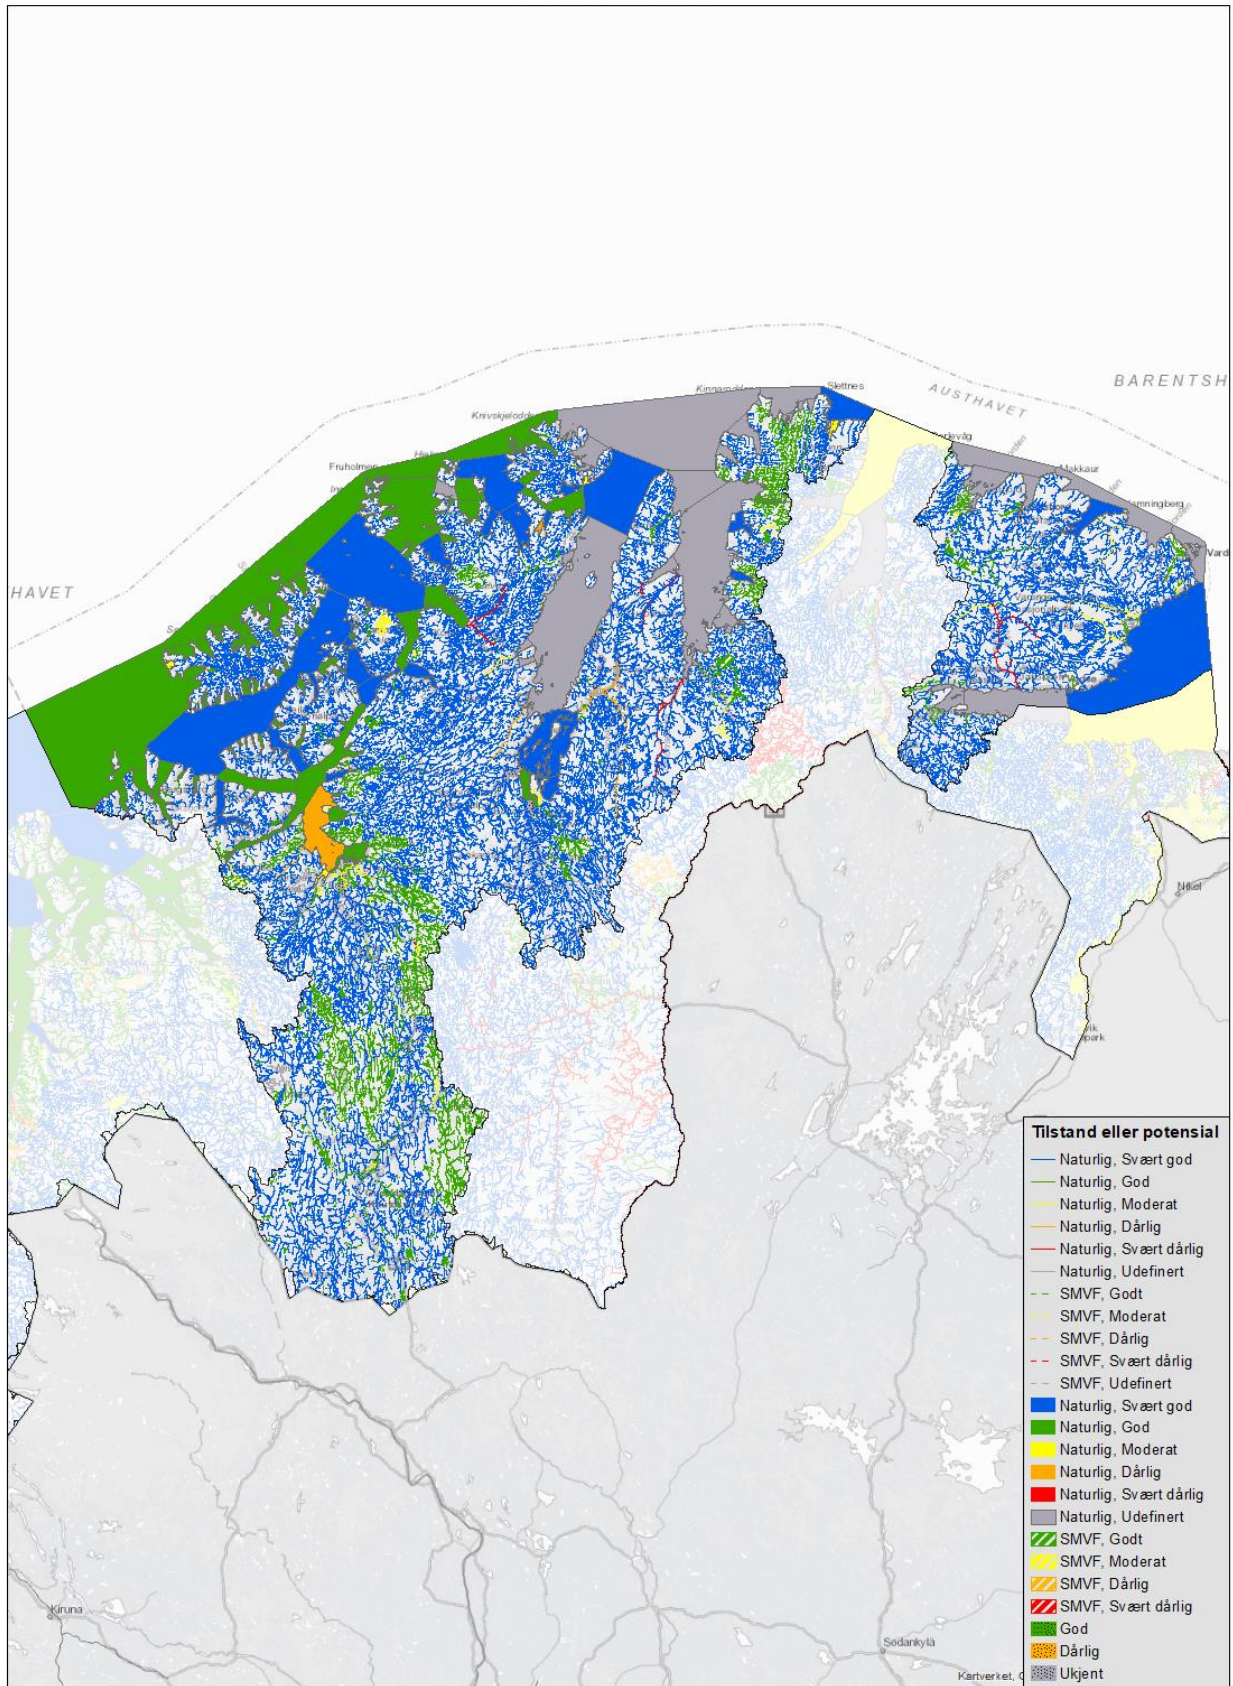 BARENTSH
AUSTHAVET
Slettnes
Kinnarodden
Knivskjelodden
Fruholmen
Makkaur
Vard
HAVET
Nikel
Kiruna
Sodankylä
Kartverket, G
Tilstand eller potensial
Naturlig, Svært god
Naturlig, God
Naturlig, Moderat
Naturlig, Dårlig
Naturlig, Svært dårlig
Naturlig, Udefinert
SMVF, Godt
SMVF, Moderat
SMVF, Dårlig
SMVF, Svært dårlig
SMVF, Udefinert
Naturlig, Svært god
Naturlig, God
Naturlig, Moderat
Naturlig, Dårlig
Naturlig, Svært dårlig
Naturlig, Udefinert
SMVF, Godt
SMVF, Moderat
SMVF, Dårlig
SMVF, Svært dårlig
God
Dårlig
Ukjent